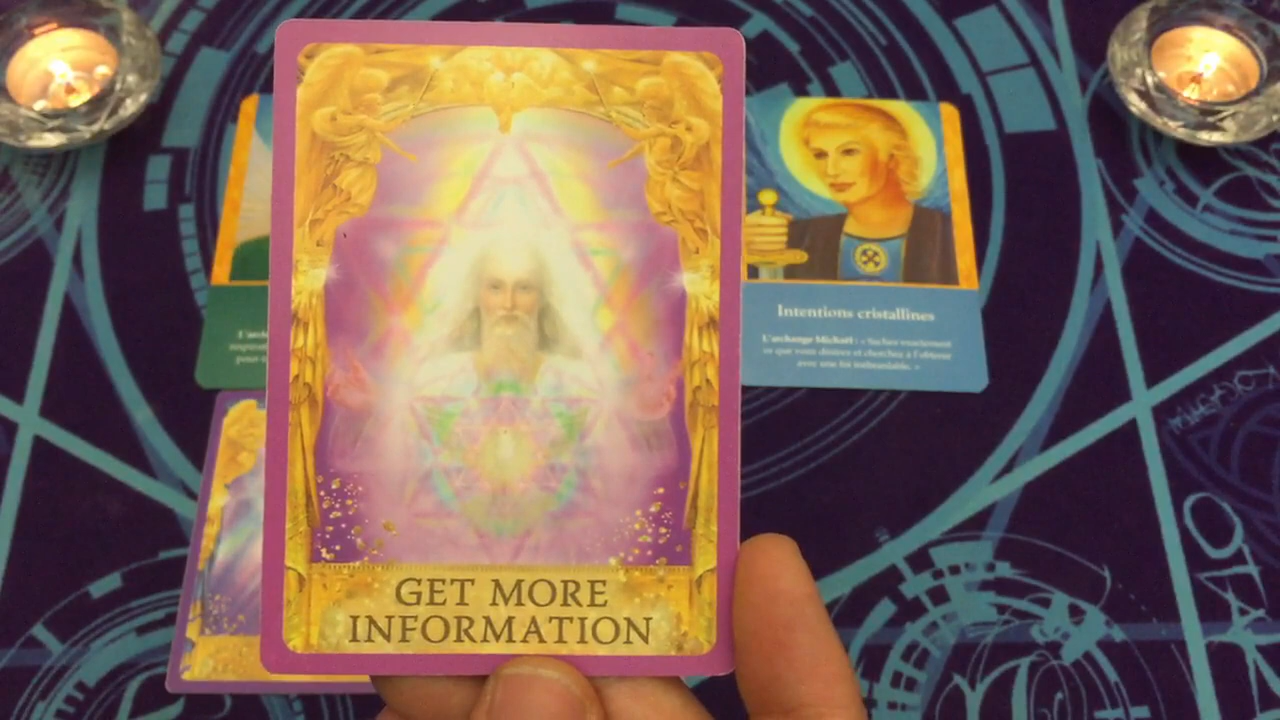 GET MORE
INFORMATION
Intentions cristallines
L'archange Michaël : « Sachez exactement
ce que vous désirez et cherchez à l'obtenir
avec une foi inébranlable. »